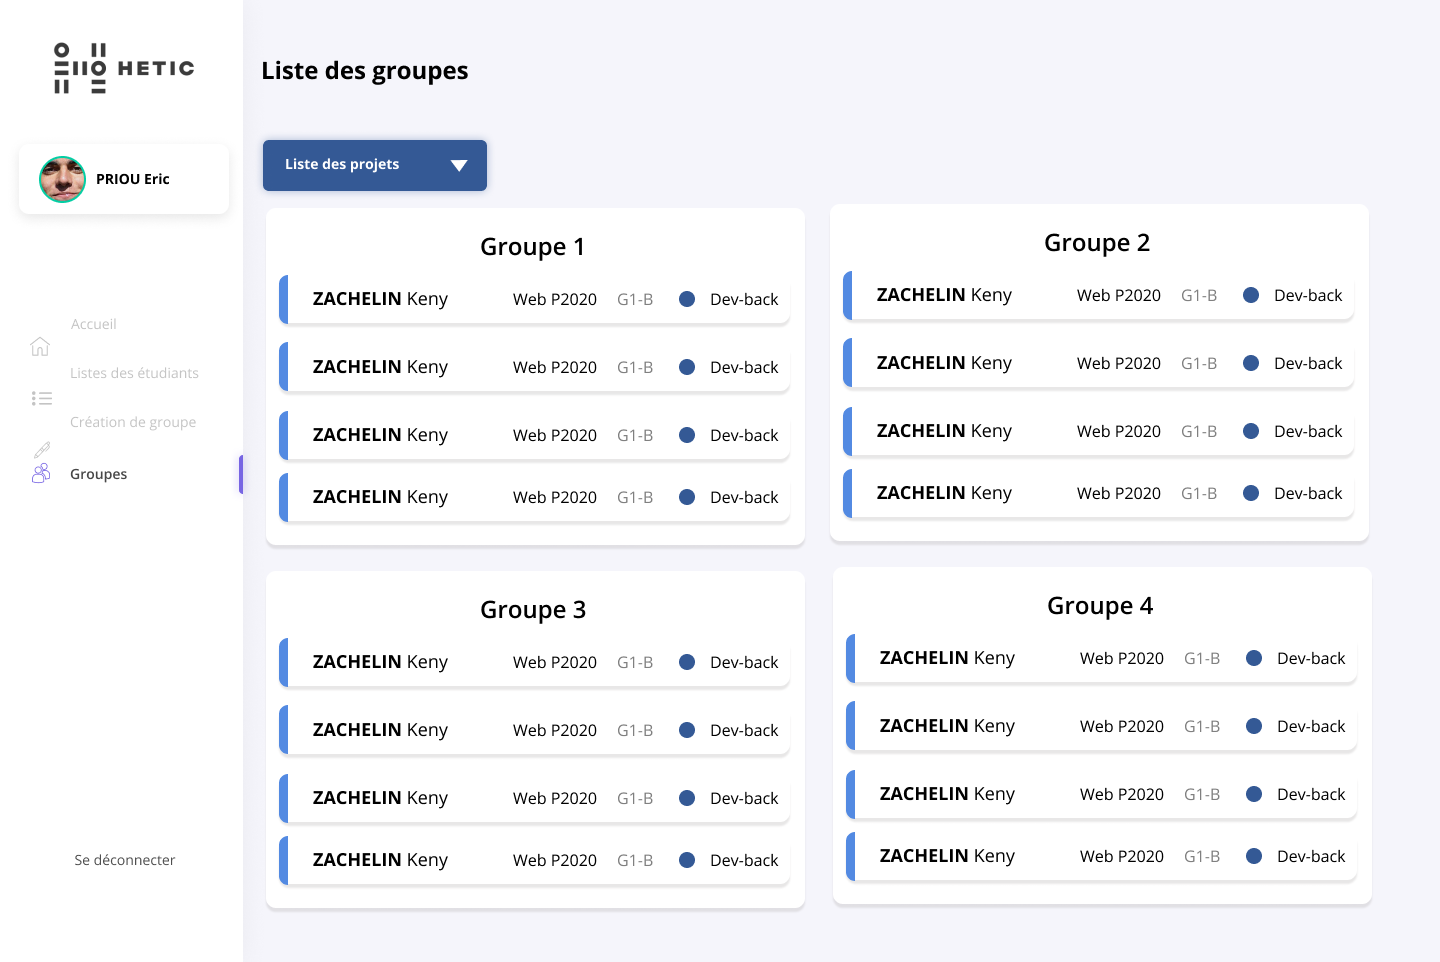 HETIC
PRIOU Eric
Accueil
Listes des étudiants
Création de groupe
Groupes
Se déconnecter
Liste des groupes
Liste des projets
Groupe 1
ZACHELIN Keny Web P2020 G1-B Dev-back
ZACHELIN Keny Web P2020 G1-B Dev-back
ZACHELIN Keny Web P2020 G1-B Dev-back
ZACHELIN Keny Web P2020 G1-B Dev-back
Groupe 2
ZACHELIN Keny Web P2020 G1-B Dev-back
ZACHELIN Keny Web P2020 G1-B Dev-back
ZACHELIN Keny Web P2020 G1-B Dev-back
ZACHELIN Keny Web P2020 G1-B Dev-back
Groupe 3
ZACHELIN Keny Web P2020 G1-B Dev-back
ZACHELIN Keny Web P2020 G1-B Dev-back
ZACHELIN Keny Web P2020 G1-B Dev-back
ZACHELIN Keny Web P2020 G1-B Dev-back
Groupe 4
ZACHELIN Keny Web P2020 G1-B Dev-back
ZACHELIN Keny Web P2020 G1-B Dev-back
ZACHELIN Keny Web P2020 G1-B Dev-back
ZACHELIN Keny Web P2020 G1-B Dev-back